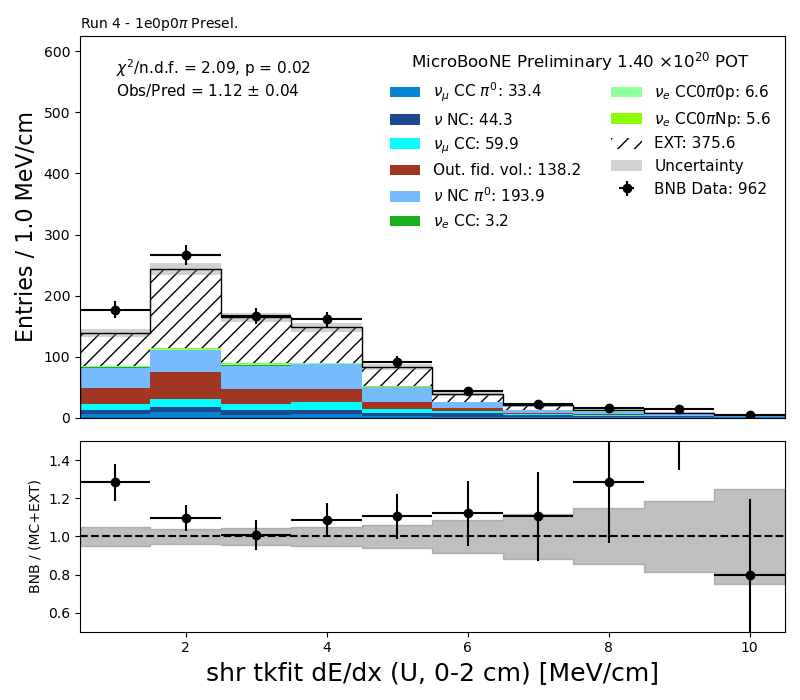 Run 4 - 1e0p0π Presel.
χ²/n.d.f. = 2.09, p = 0.02
Obs/Pred = 1.12 ± 0.04
MicroBooNE Preliminary 1.40 ×10²⁰ POT
ν_μ CC π⁰: 33.4
ν NC: 44.3
ν_μ CC: 59.9
Out. fid. vol.: 138.2
ν NC π⁰: 193.9
ν_e CC: 3.2
ν_e CC0π0p: 6.6
ν_e CC0πNp: 5.6
EXT: 375.6
Uncertainty
BNB Data: 962
Entries / 1.0 MeV/cm
600
500
400
300
200
100
0
BNB / (MC+EXT)
1.4
1.2
1.0
0.8
0.6
2 4 6 8 10
shr tkfit dE/dx (U, 0-2 cm) [MeV/cm]